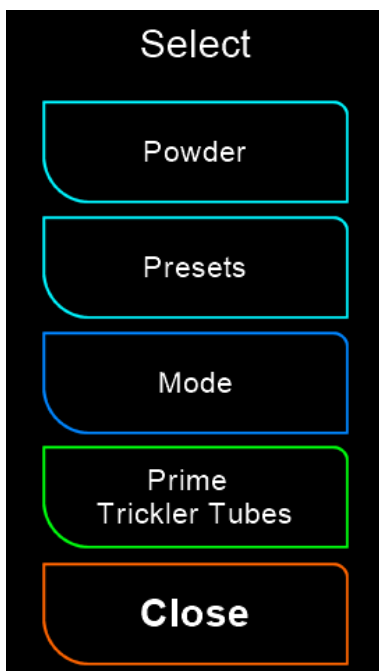 Select
Powder
Presets
Mode
Prime
Trickler Tubes
Close